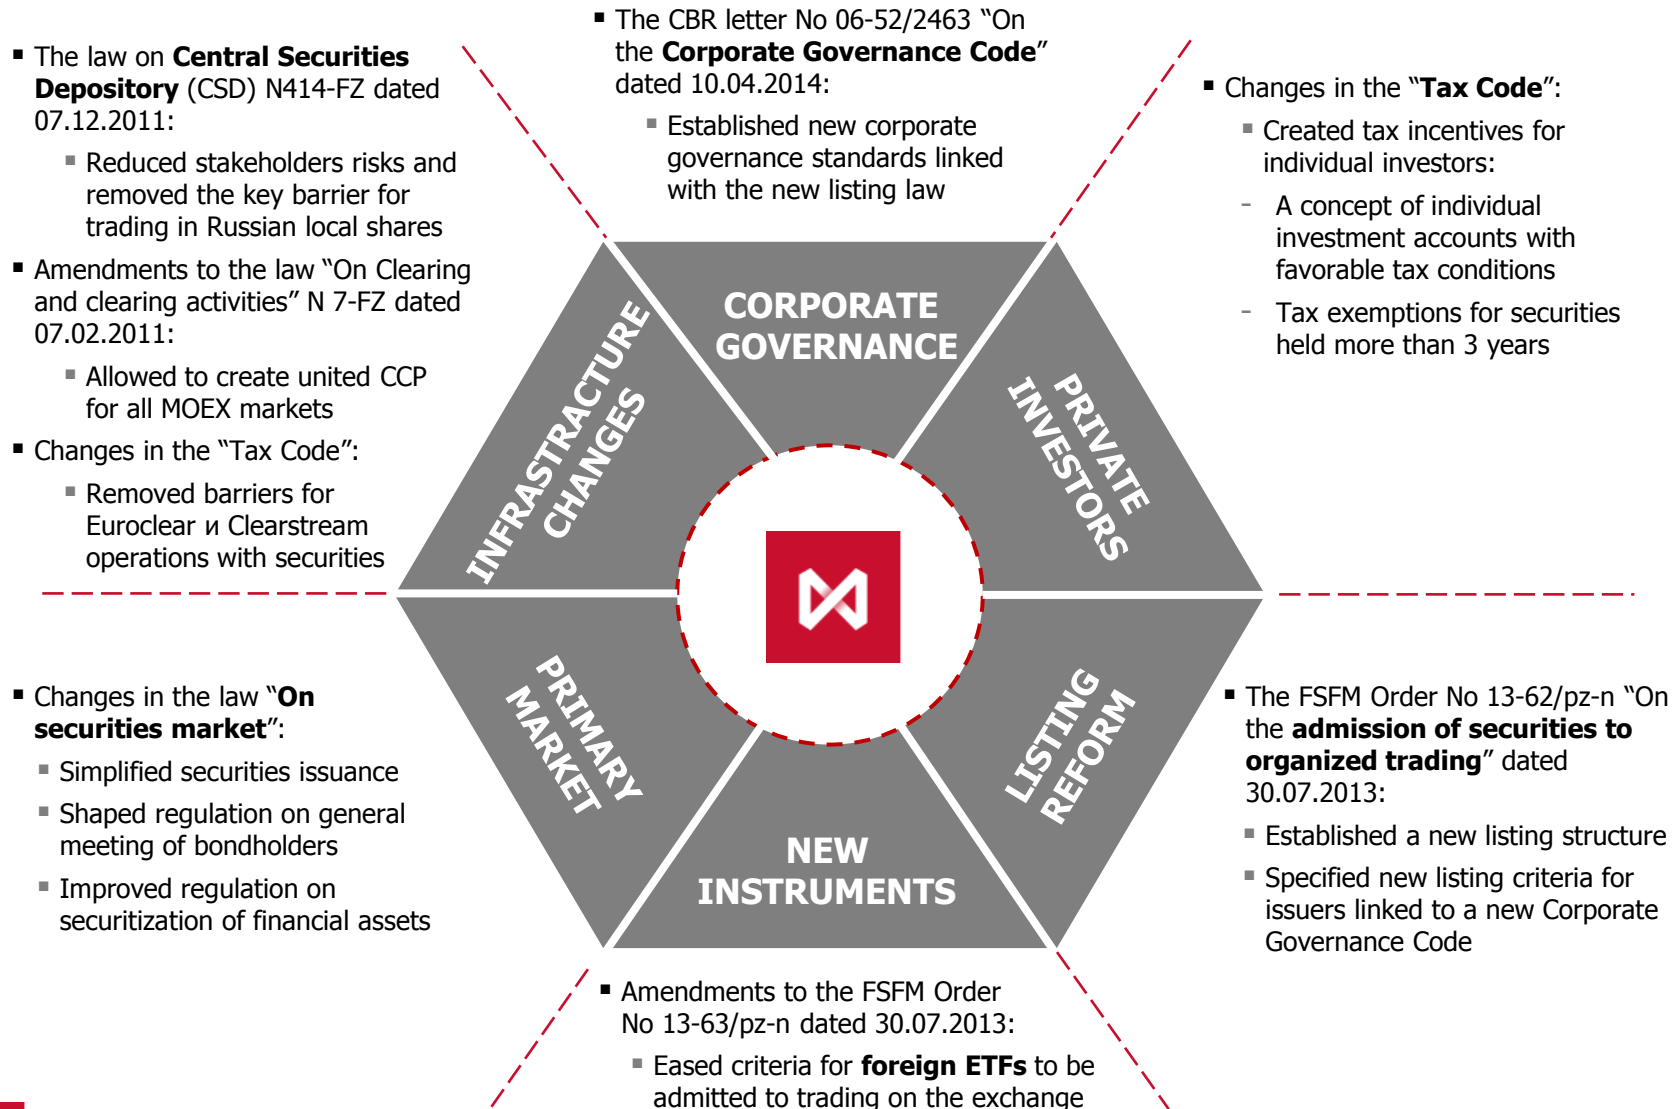 ▪ The law on Central Securities
Depository (CSD) N414-FZ dated
07.12.2011:
▪ Reduced stakeholders risks and
removed the key barrier for
trading in Russian local shares
▪ Amendments to the law “On Clearing
and clearing activities” N 7-FZ dated
07.02.2011:
▪ Allowed to create united CCP
for all MOEX markets
▪ Changes in the “Tax Code”:
▪ Removed barriers for
Euroclear и Clearstream
operations with securities
▪ The CBR letter No 06-52/2463 “On
the Corporate Governance Code”
dated 10.04.2014:
▪ Established new corporate
governance standards linked
with the new listing law
▪ Changes in the “Tax Code”:
▪ Created tax incentives for
individual investors:
- A concept of individual
investment accounts with
favorable tax conditions
- Tax exemptions for securities
held more than 3 years
INFRASTRACTURE
CHANGES
CORPORATE
GOVERNANCE
PRIVATE
INVESTORS
PRIMARY
MARKET
NEW
INSTRUMENTS
LISTING
REFORM
▪ Changes in the law “On
securities market”:
▪ Simplified securities issuance
▪ Shaped regulation on general
meeting of bondholders
▪ Improved regulation on
securitization of financial assets
▪ Amendments to the FSFM Order
No 13-63/pz-n dated 30.07.2013:
▪ Eased criteria for foreign ETFs to be
admitted to trading on the exchange
▪ The FSFM Order No 13-62/pz-n “On
the admission of securities to
organized trading” dated
30.07.2013:
▪ Established a new listing structure
▪ Specified new listing criteria for
issuers linked to a new Corporate
Governance Code